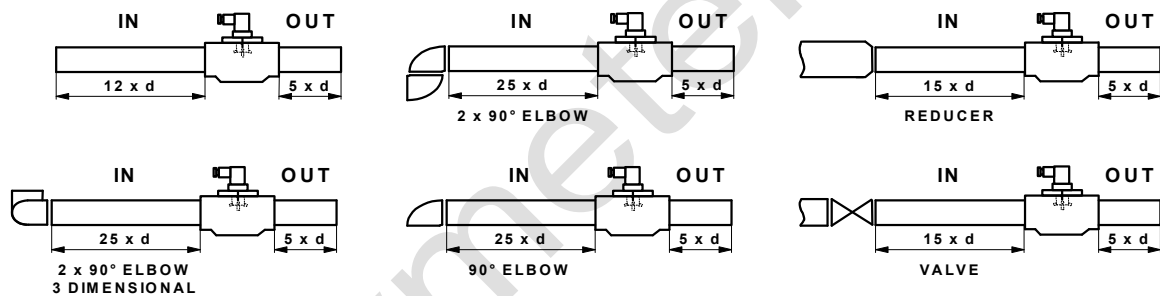 IN OUT
12 x d 5 x d
IN OUT
25 x d 5 x d
2 x 90° ELBOW
IN OUT
15 x d 5 x d
REDUCER
IN OUT
25 x d 5 x d
2 x 90° ELBOW
3 DIMENSIONAL
IN OUT
25 x d 5 x d
90° ELBOW
IN OUT
15 x d 5 x d
VALVE